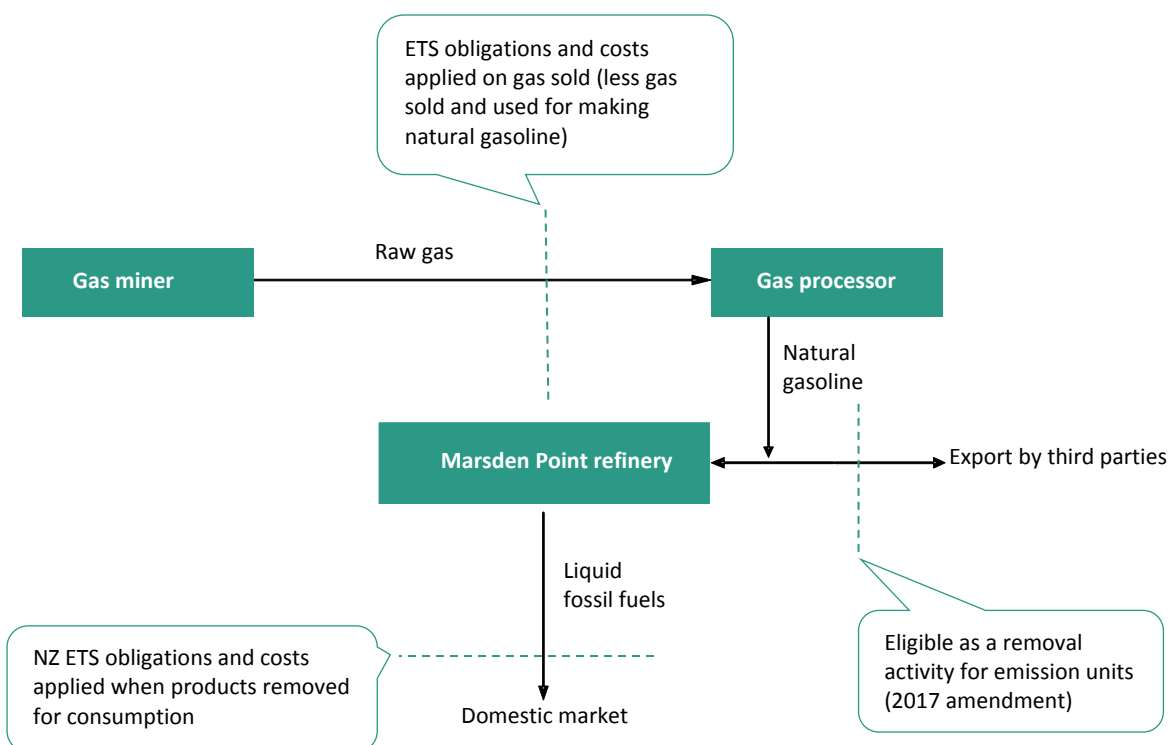 ETS obligations and costs
applied on gas sold (less gas
sold and used for making
natural gasoline)
Raw gas
Gas miner
Gas processor
Natural
gasoline
Marsden Point refinery
Export by third parties
Liquid
fossil fuels
NZ ETS obligations and costs
applied when products removed
for consumption
Eligible as a removal
activity for emission units
(2017 amendment)
Domestic market